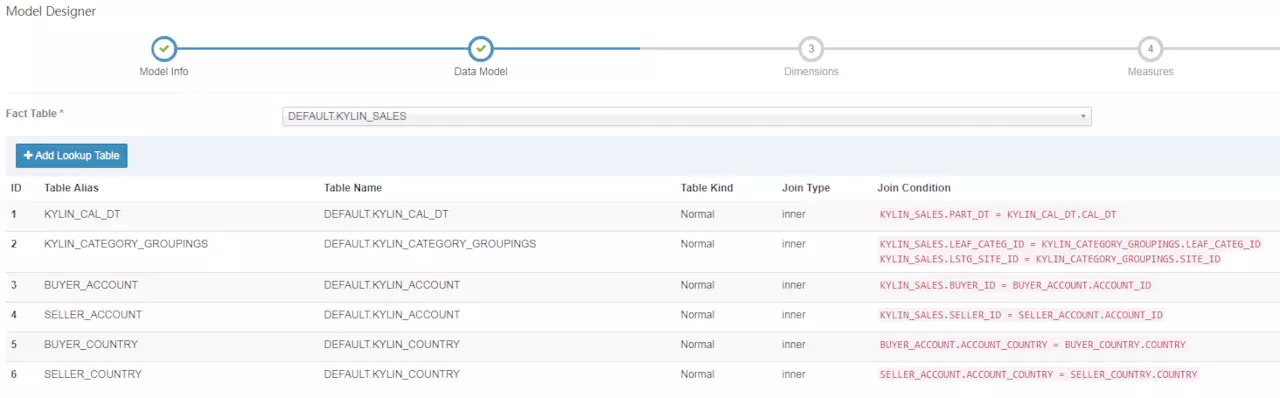 Model Designer
3
4
Model Info
Data Model
Dimensions
Measures
Fact Table *
DEFAULT.KYLIN_SALES
+ Add Lookup Table
ID Table Alias Table Name Table Kind Join Type Join Condition
1 KYLIN_CAL_DT DEFAULT.KYLIN_CAL_DT Normal inner KYLIN_SALES.PART_DT = KYLIN_CAL_DT.CAL_DT
2 KYLIN_CATEGORY_GROUPINGS DEFAULT.KYLIN_CATEGORY_GROUPINGS Normal inner KYLIN_SALES.LEAF_CATEG_ID = KYLIN_CATEGORY_GROUPINGS.LEAF_CATEG_ID
KYLIN_SALES.LSTG_SITE_ID = KYLIN_CATEGORY_GROUPINGS.SITE_ID
3 BUYER_ACCOUNT DEFAULT.KYLIN_ACCOUNT Normal inner KYLIN_SALES.BUYER_ID = BUYER_ACCOUNT.ACCOUNT_ID
4 SELLER_ACCOUNT DEFAULT.KYLIN_ACCOUNT Normal inner KYLIN_SALES.SELLER_ID = SELLER_ACCOUNT.ACCOUNT_ID
5 BUYER_COUNTRY DEFAULT.KYLIN_COUNTRY Normal inner BUYER_ACCOUNT.ACCOUNT_COUNTRY = BUYER_COUNTRY.COUNTRY
6 SELLER_COUNTRY DEFAULT.KYLIN_COUNTRY Normal inner SELLER_ACCOUNT.ACCOUNT_COUNTRY = SELLER_COUNTRY.COUNTRY